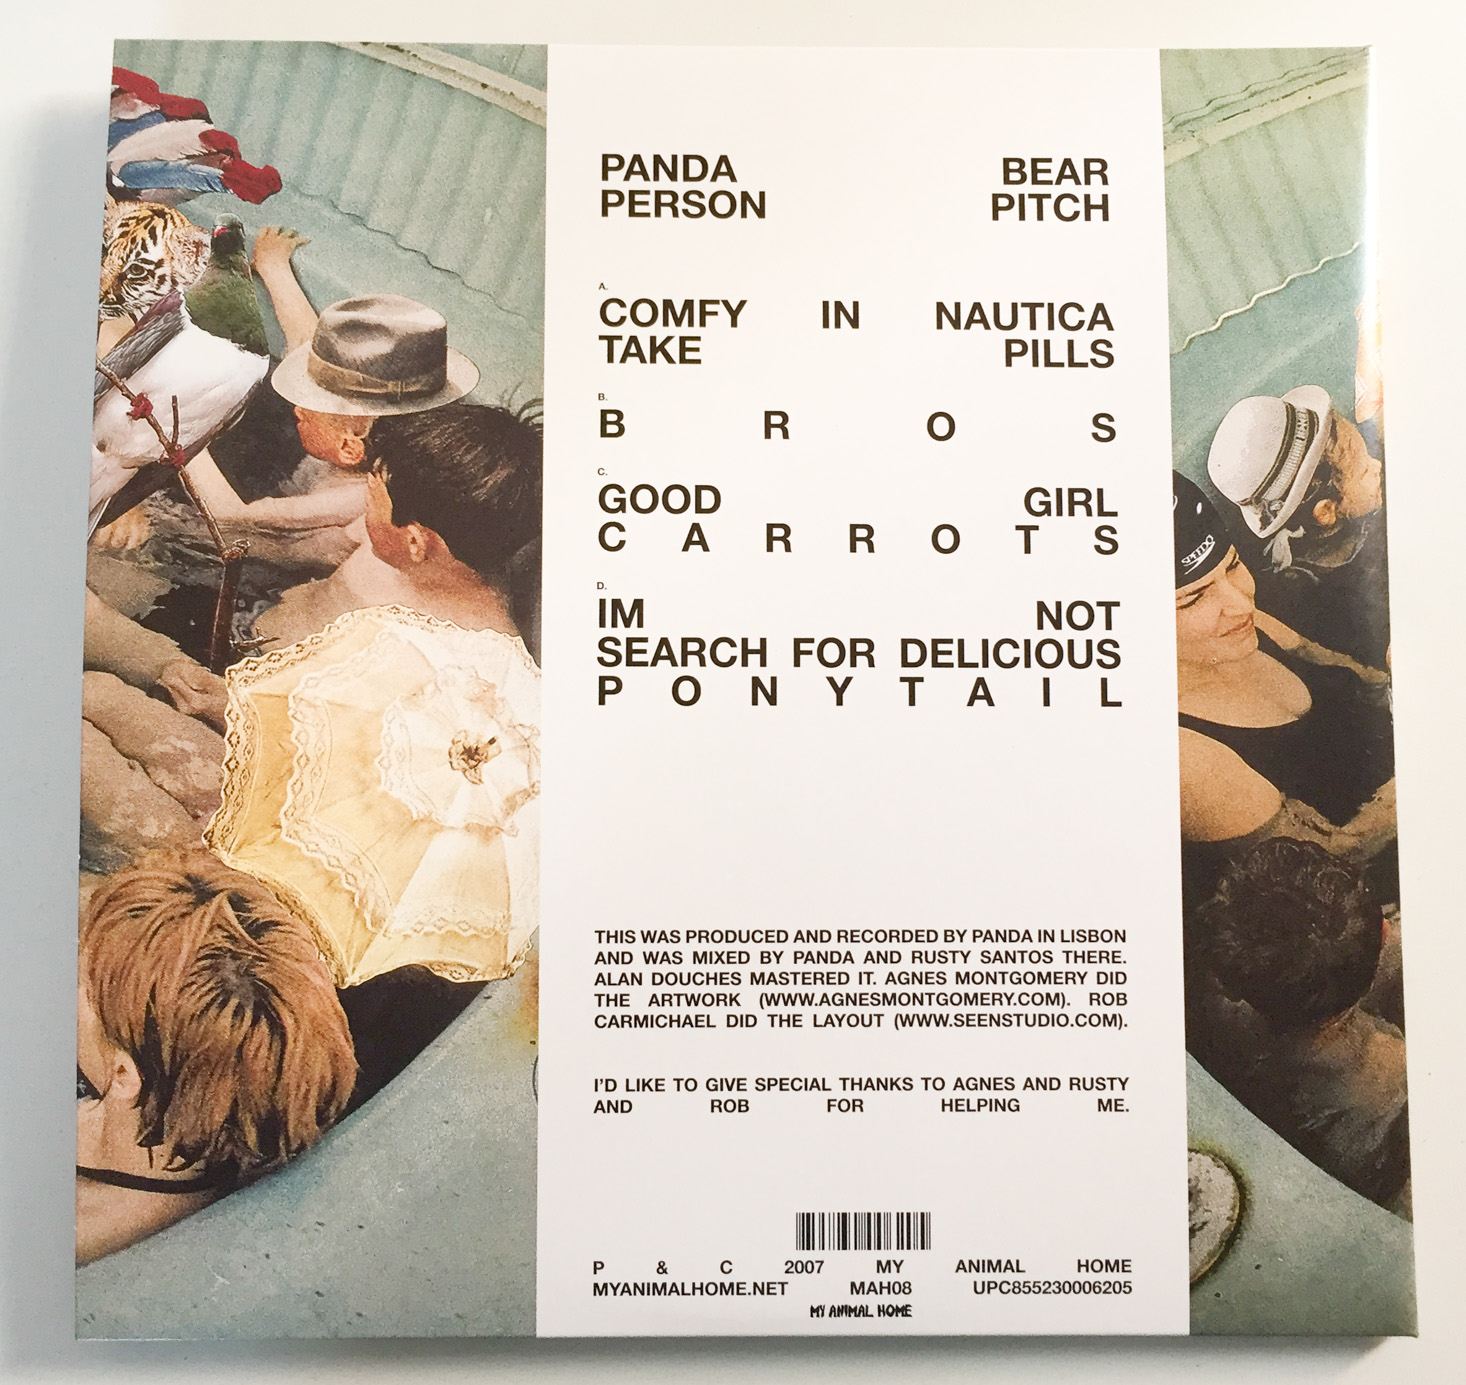 PANDA BEAR
PERSON PITCH
A.
COMFY IN NAUTICA
TAKE PILLS
B.
B R O S
C.
GOOD GIRL
C A R R O T S
D.
IM NOT
SEARCH FOR DELICIOUS
P O N Y T A I L
SPEEDO
THIS WAS PRODUCED AND RECORDED BY PANDA IN LISBON
AND WAS MIXED BY PANDA AND RUSTY SANTOS THERE.
ALAN DOUCHES MASTERED IT. AGNES MONTGOMERY DID
THE ARTWORK (WWW.AGNESMONTGOMERY.COM). ROB
CARMICHAEL DID THE LAYOUT (WWW.SEENSTUDIO.COM).
I'D LIKE TO GIVE SPECIAL THANKS TO AGNES AND RUSTY
AND ROB FOR HELPING ME.
P & C 2007 MY ANIMAL HOME
MYANIMALHOME.NET MAH08 UPC855230006205
MY ANIMAL HOME